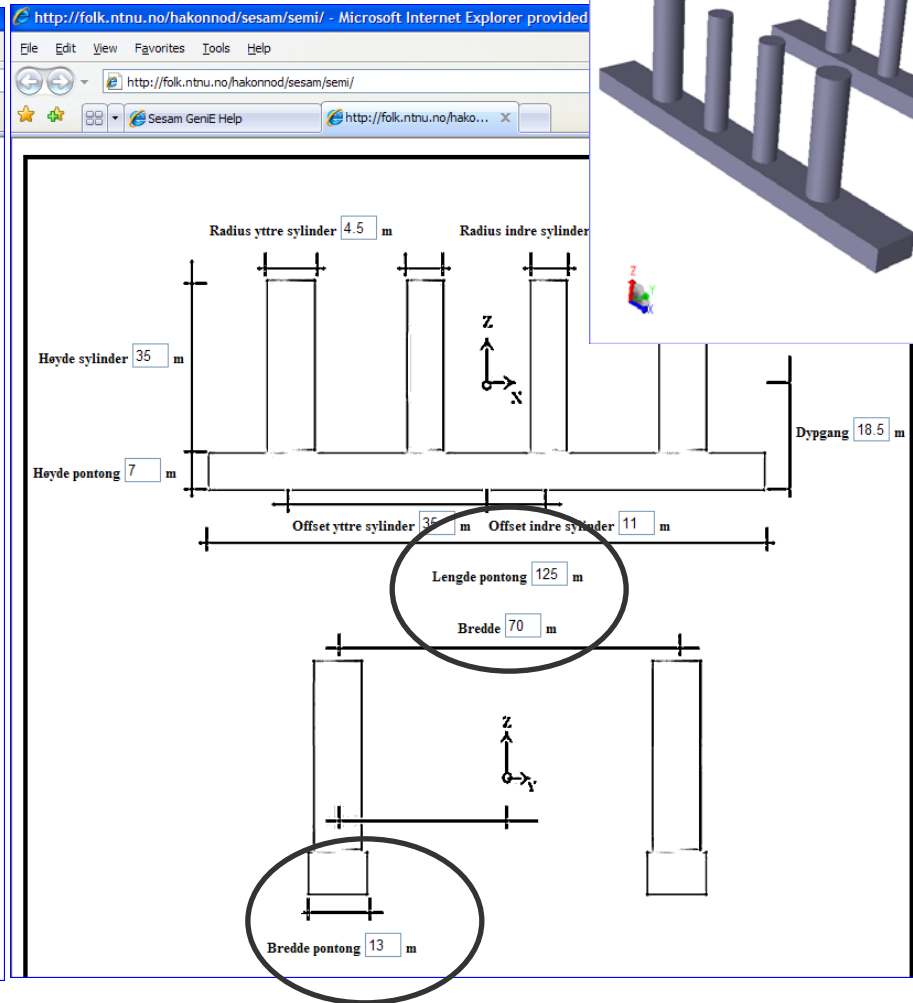 http://folk.ntnu.no/hakonnod/sesam/semi/ - Microsoft Internet Explorer provided
File Edit View Favorites Tools Help
http://folk.ntnu.no/hakonnod/sesam/semi/
Sesam GeniE Help http://folk.ntnu.no/hako... X
Z
Y
X
Radius yttre sylinder 4.5 m Radius indre sylinder
Høyde sylinder 35 m
Z
X
Dypgang 18.5 m
Høyde pontong 7 m
Offset yttre sylinder 35 m Offset indre sylinder 11 m
Lengde pontong 125 m
Bredde 70 m
Z
Y
Bredde pontong 13 m